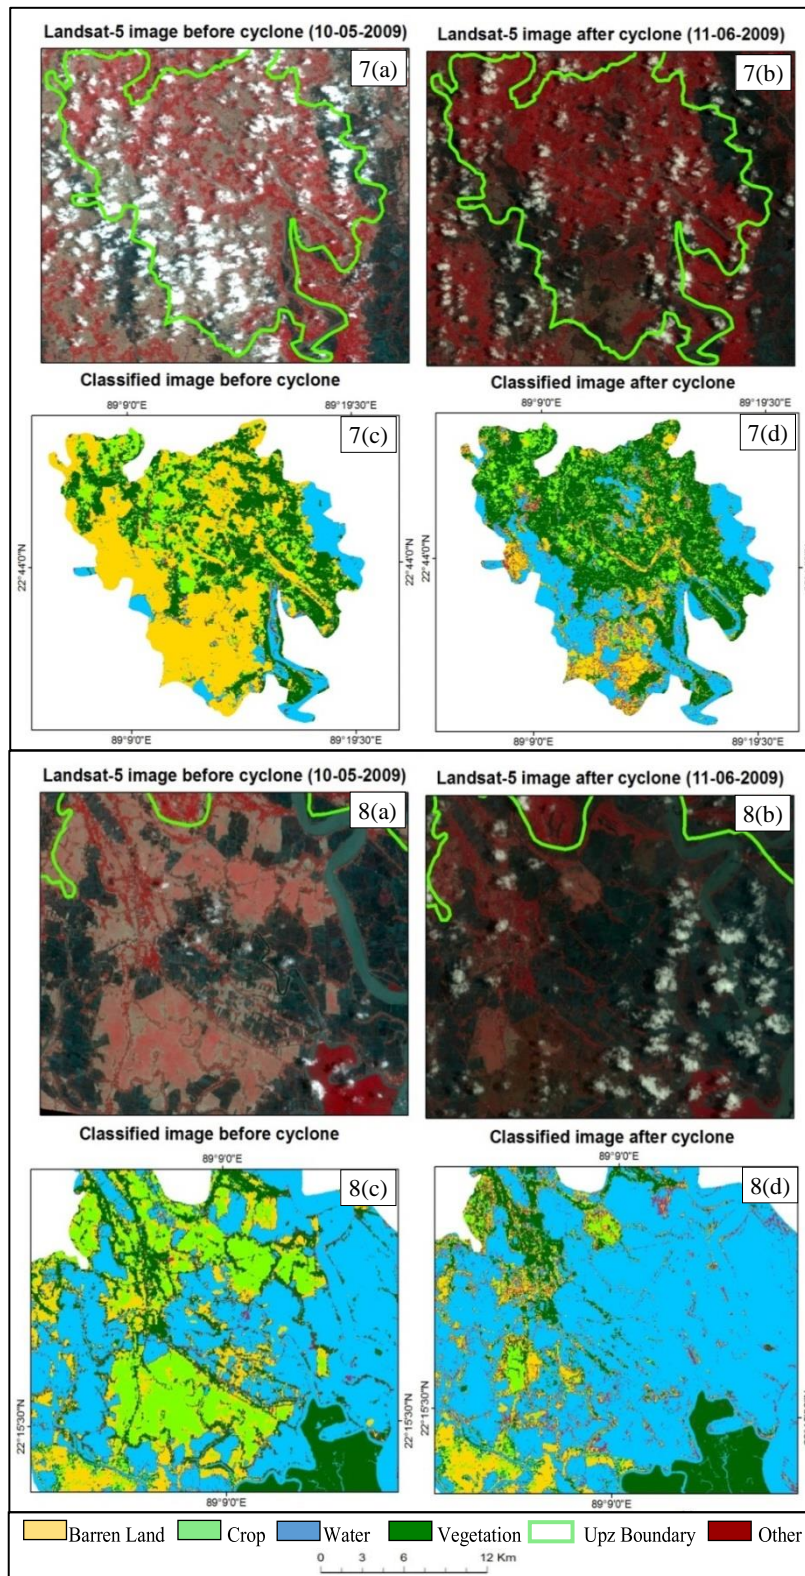 Landsat-5 image before cyclone (10-05-2009)
Landsat-5 image after cyclone (11-06-2009)
7(a)
7(b)
Classified image before cyclone
Classified image after cyclone
89°9'0"E
89°19'30"E
89°9'0"E
89°19'30"E
7(c)
7(d)
22°44'0"N
22°44'0"N
89°9'0"E
89°19'30"E
89°9'0"E
89°19'30"E
Landsat-5 image before cyclone (10-05-2009)
Landsat-5 image after cyclone (11-06-2009)
8(a)
8(b)
Classified image before cyclone
Classified image after cyclone
89°9'0"E
89°9'0"E
8(c)
8(d)
22°15'30"N
22°15'30"N
89°9'0"E
89°9'0"E
Barren Land Crop Water Vegetation Upz Boundary Other
0 3 6 12 Km